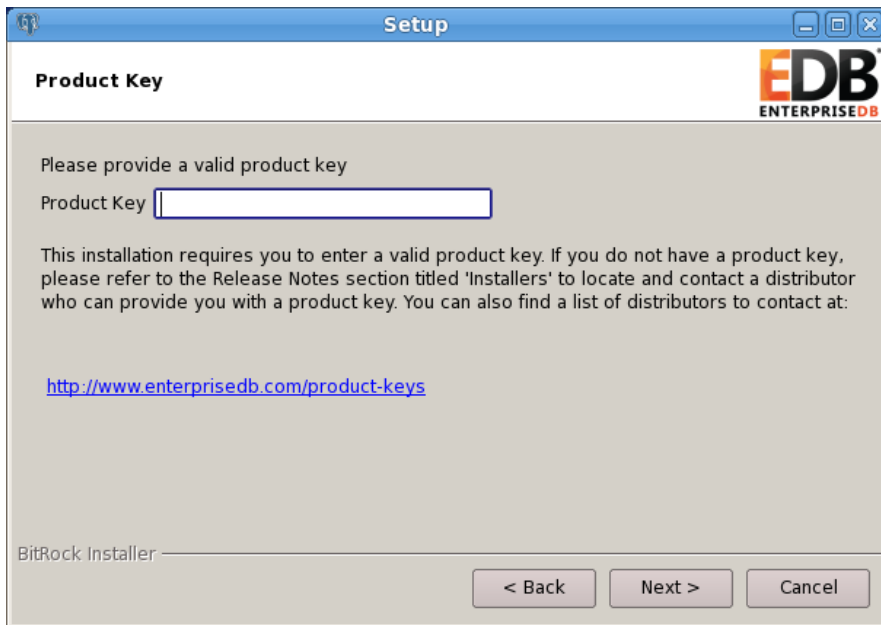 Setup
Product Key
EDB
ENTERPRISEDB
Please provide a valid product key
Product Key
This installation requires you to enter a valid product key. If you do not have a product key,
please refer to the Release Notes section titled 'Installers' to locate and contact a distributor
who can provide you with a product key. You can also find a list of distributors to contact at:
http://www.enterprisedb.com/product-keys
BitRock Installer
< Back Next > Cancel